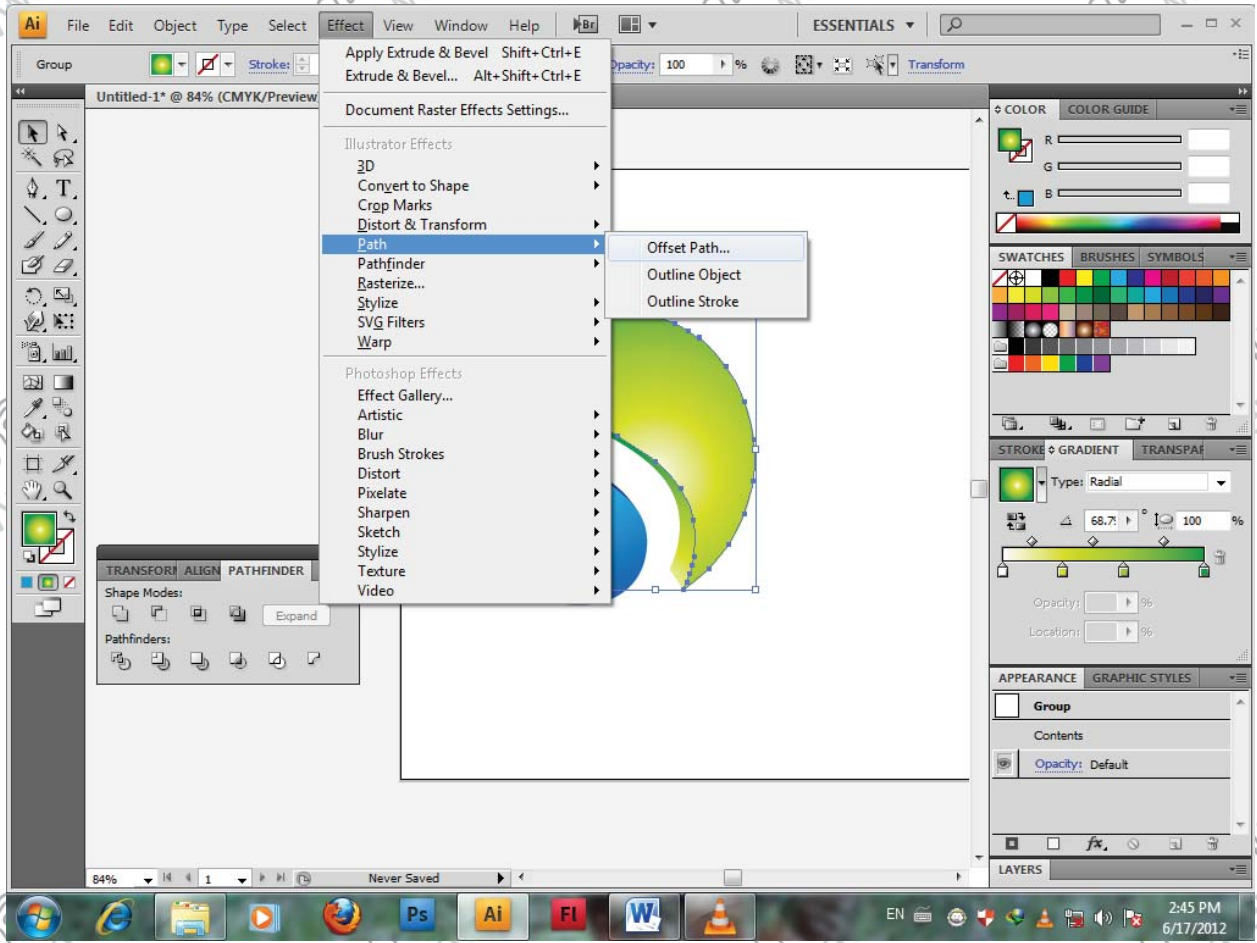 Ai File Edit Object Type Select Effect View Window Help Br ESSENTIALS
Group Stroke: Opacity: 100 % Transform
Untitled-1* @ 84% (CMYK/Preview
Apply Extrude & Bevel Shift+Ctrl+E
Extrude & Bevel... Alt+Shift+Ctrl+E
Document Raster Effects Settings...
Illustrator Effects
3D
Convert to Shape
Crop Marks
Distort & Transform
Path
Pathfinder
Rasterize...
Stylize
SVG Filters
Warp
Photoshop Effects
Effect Gallery...
Artistic
Blur
Brush Strokes
Distort
Pixelate
Sharpen
Sketch
Stylize
Texture
Video
Offset Path...
Outline Object
Outline Stroke
TRANSFORM ALIGN PATHFINDER
Shape Modes:
Expand
Pathfinders:
COLOR COLOR GUIDE
R
G
B
SWATCHES BRUSHES SYMBOLS
STROKE GRADIENT TRANSPAR
Type: Radial
68.75 ° 100 %
Opacity: %
Location: %
APPEARANCE GRAPHIC STYLES
Group
Contents
Opacity: Default
fx
LAYERS
84% 1 Never Saved
Ps Ai Fl W EN 2:45 PM
6/17/2012